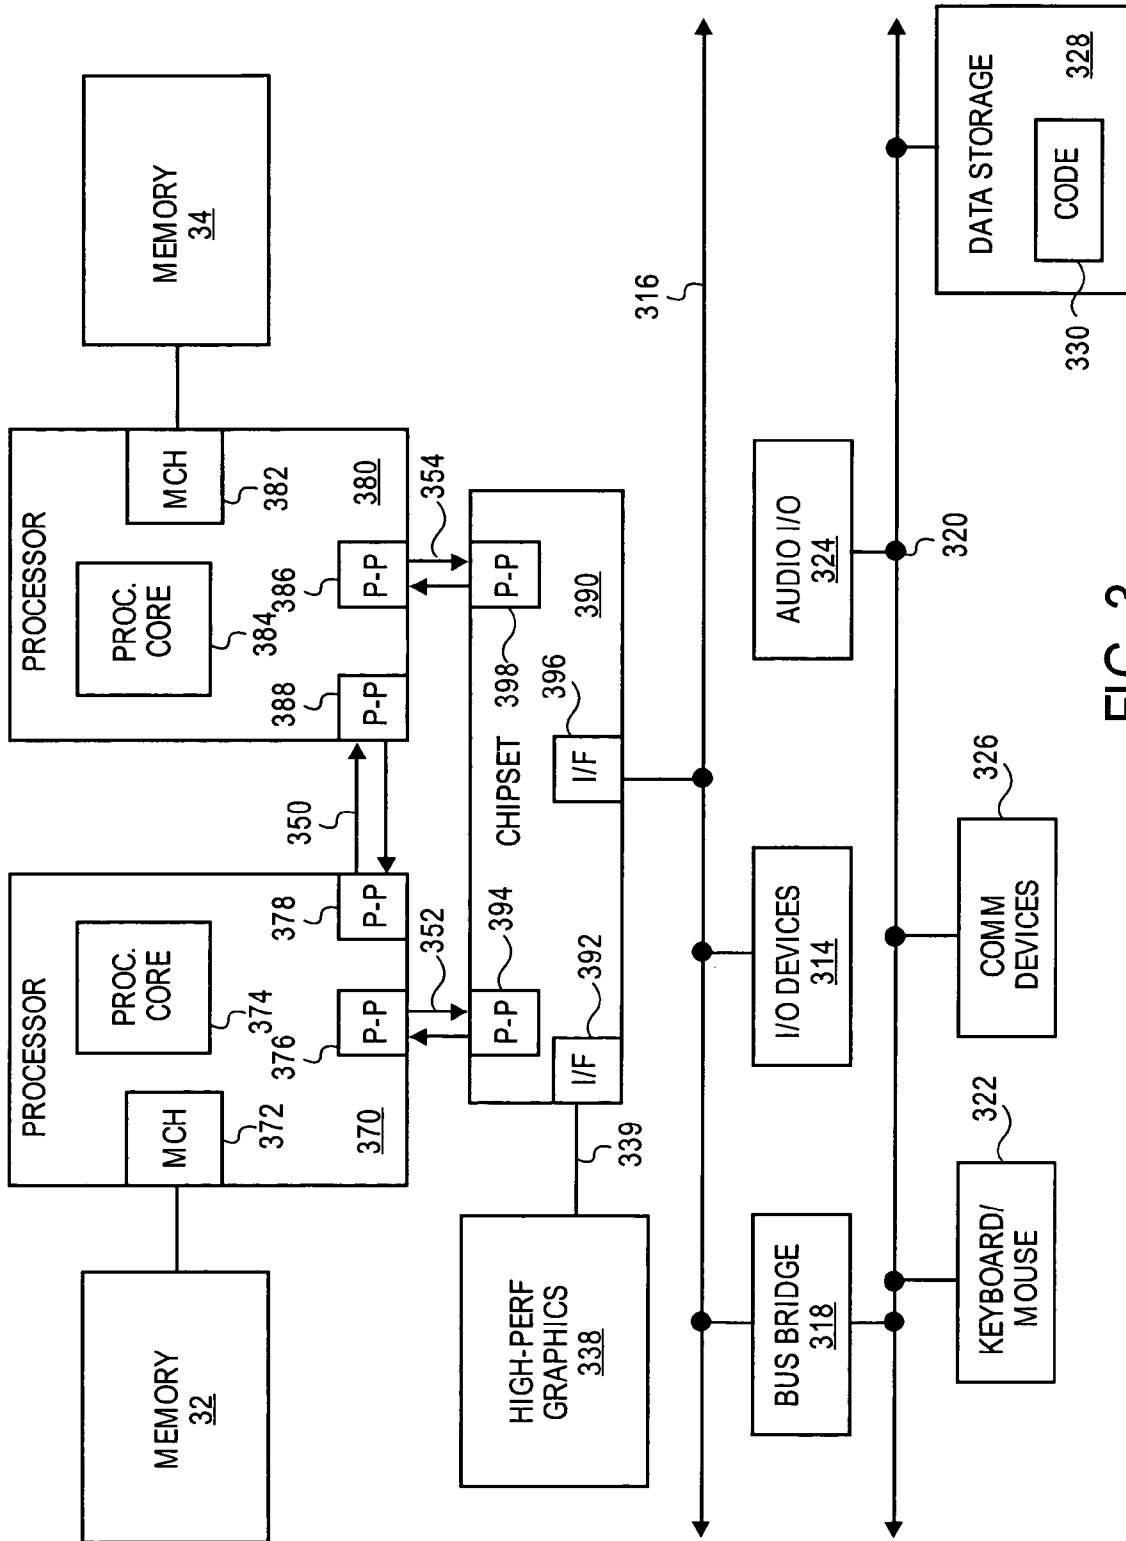 PROCESSOR
PROC.
CORE
374
MCH
372
370
376
P-P
378
P-P
350
PROCESSOR
PROC.
CORE
384
MCH
382
380
388
P-P
386
P-P
MEMORY
32
MEMORY
34
352
354
P-P
394
P-P
398
CHIPSET
390
I/F
392
I/F
396
HIGH-PERF
GRAPHICS
338
339
316
BUS BRIDGE
318
I/O DEVICES
314
AUDIO I/O
324
320
KEYBOARD/
MOUSE
322
COMM
DEVICES
326
DATA STORAGE
328
CODE
330
FIG. 3